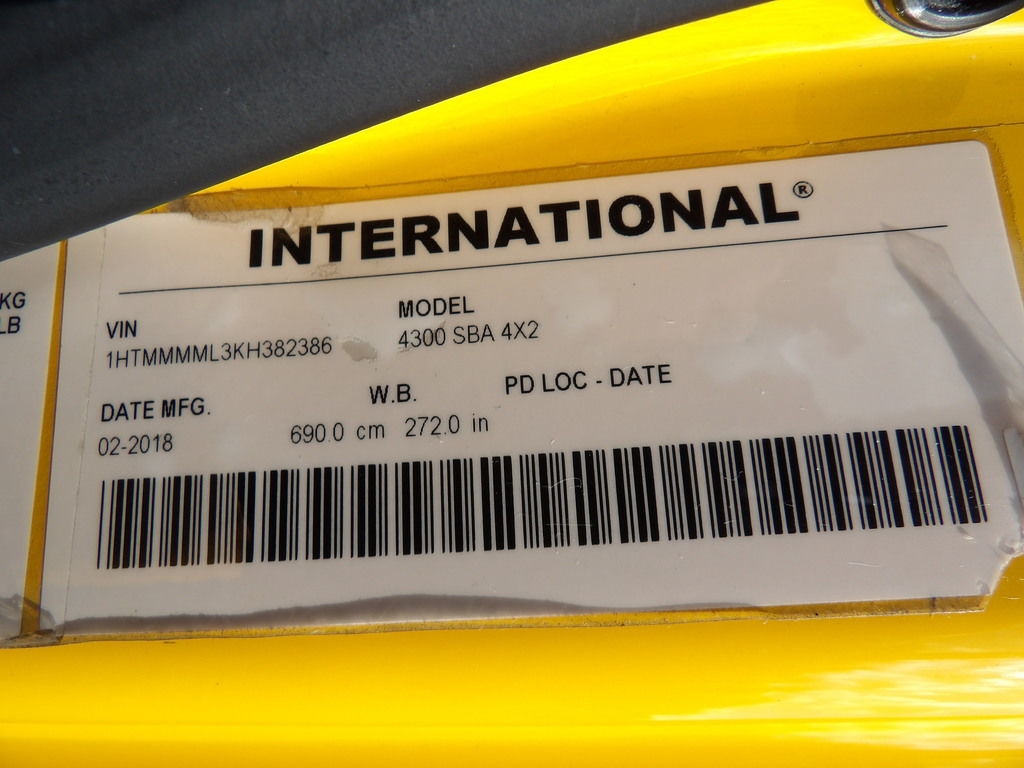 INTERNATIONAL®
KG
LB
VIN
1HTMMMML3KH382386
MODEL
4300 SBA 4X2
DATE MFG.
02-2018
W.B.
690.0 cm 272.0 in
PD LOC - DATE